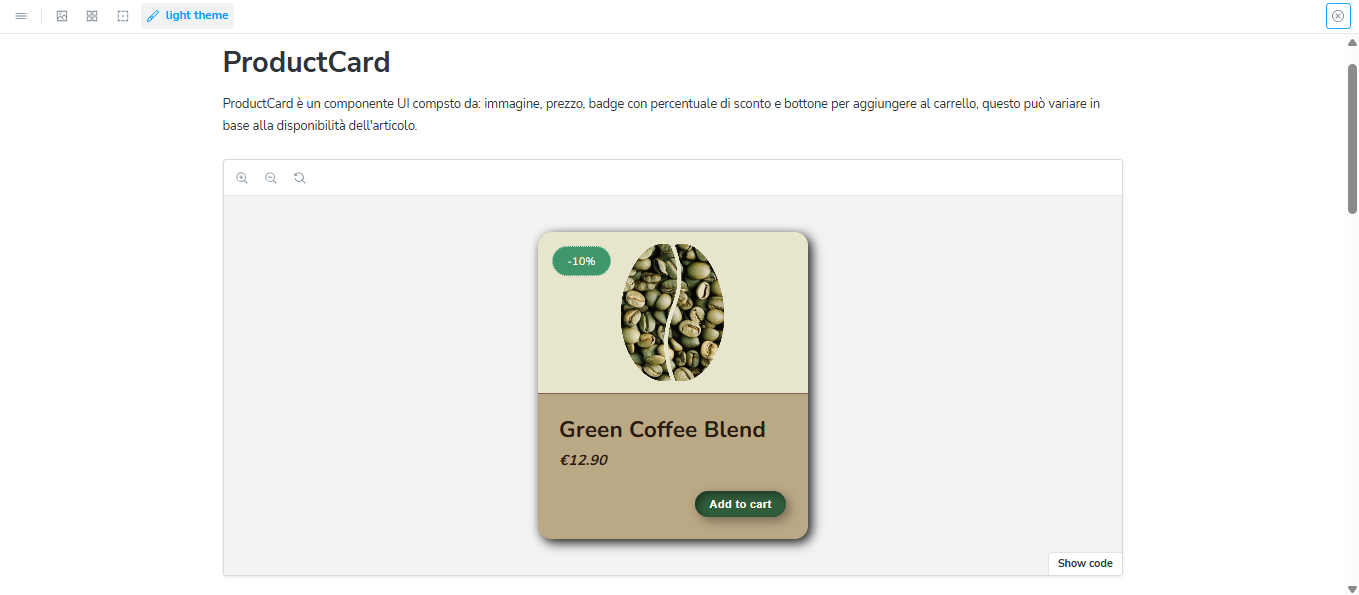 light theme
ProductCard
ProductCard è un componente UI compsto da: immagine, prezzo, badge con percentuale di sconto e bottone per aggiungere al carrello, questo può variare in
base alla disponibilità dell'articolo.
-10%
Green Coffee Blend
€12.90
Add to cart
Show code